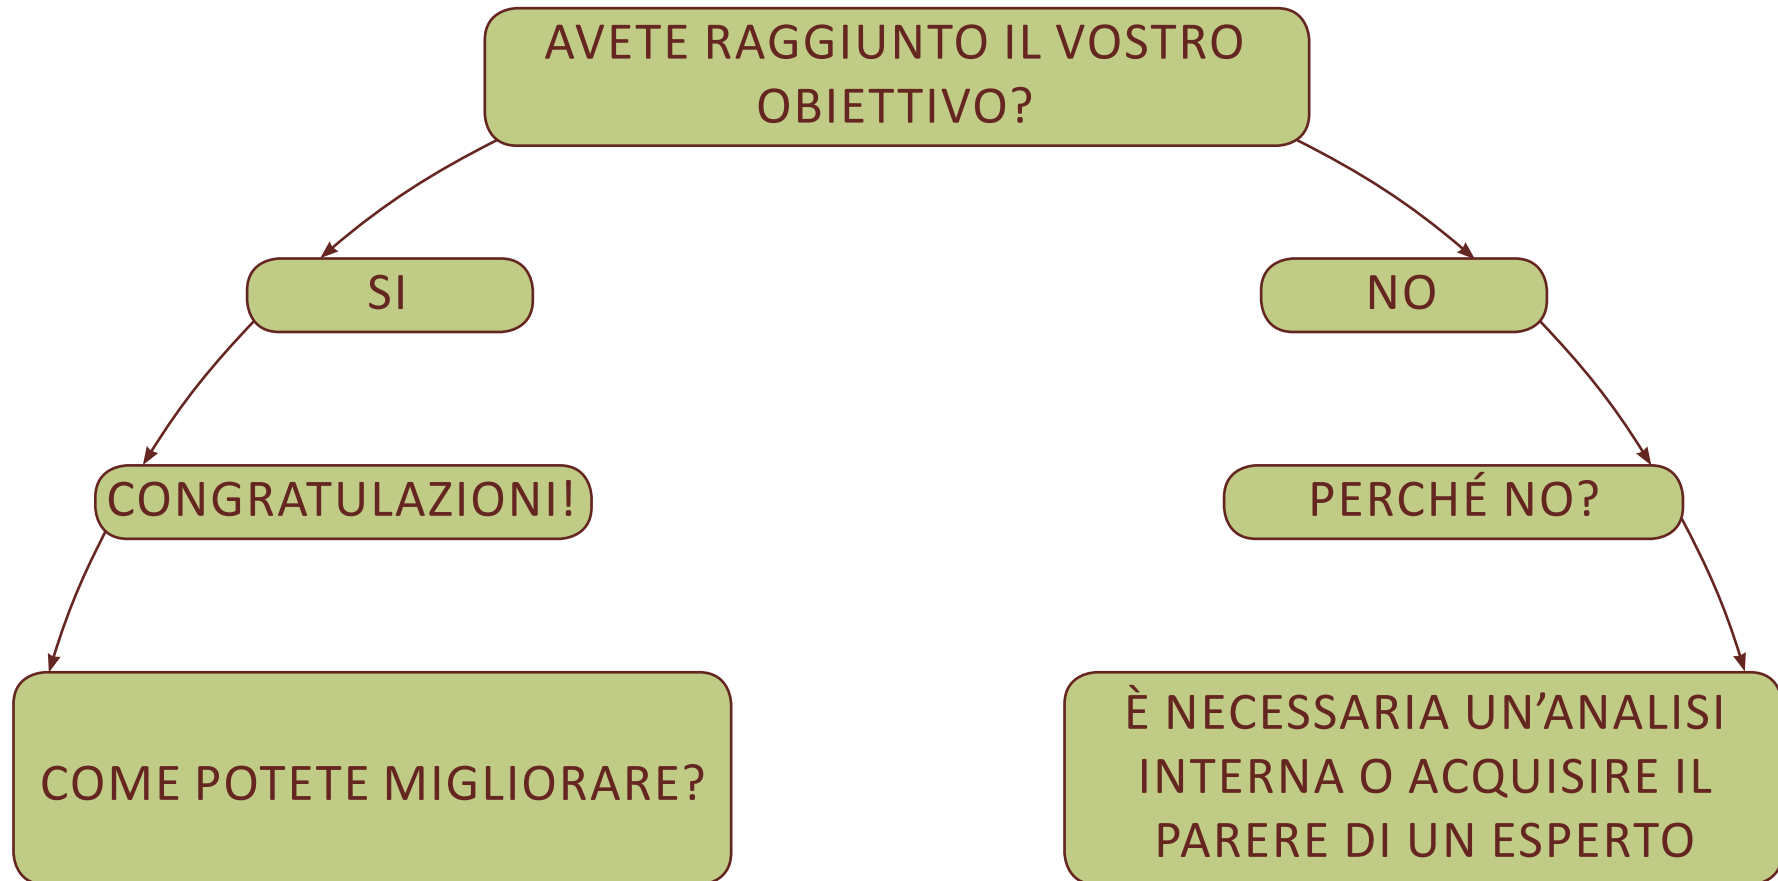 AVETE RAGGIUNTO IL VOSTRO
OBIETTIVO?
SI
NO
CONGRATULAZIONI!
PERCHÉ NO?
COME POTETE MIGLIORARE?
È NECESSARIA UN’ANALISI
INTERNA O ACQUISIRE IL
PARERE DI UN ESPERTO